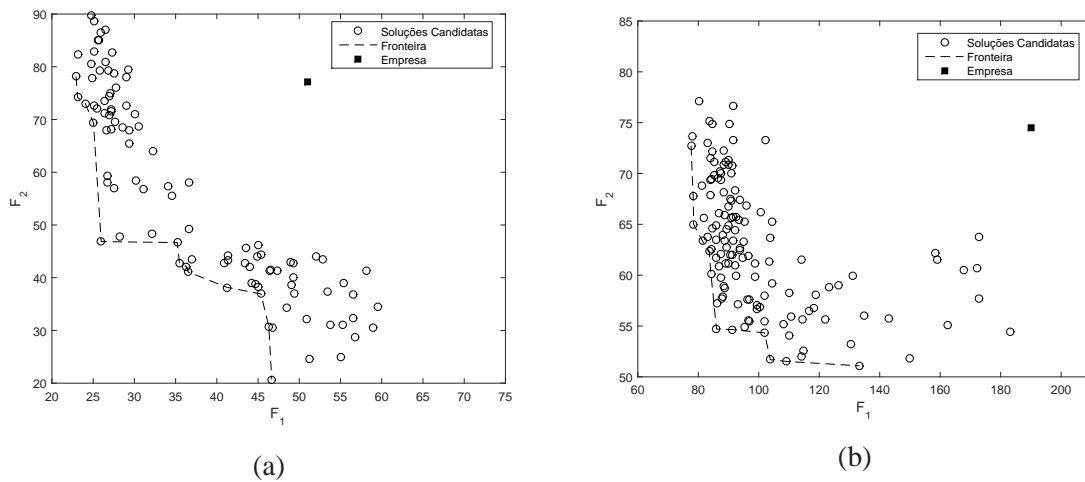 (a)
90
80
70
60
50
40
30
20
F2
20 25 30 35 40 45 50 55 60 65 70 75
F1
Soluções Candidatas
Fronteira
Empresa
(a)
(b)
85
80
75
70
65
60
55
50
F2
60 80 100 120 140 160 180 200
F1
Soluções Candidatas
Fronteira
Empresa
(b)